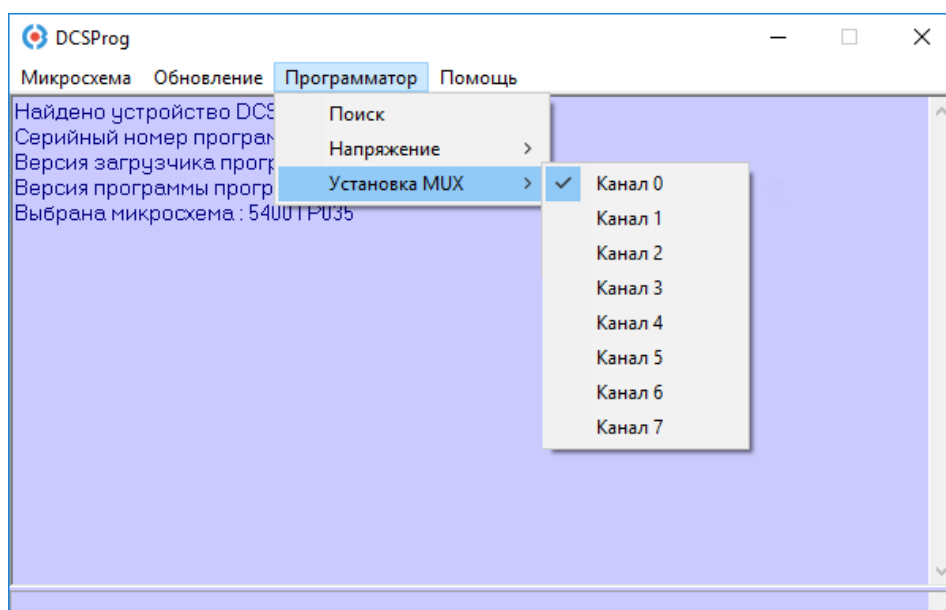 DCSProg
Микросхема Обновление Программатор Помощь
Найдено устройство DCS
Серийный номер програм
Версия загрузчика прогр
Версия программы прогр
Выбрана микросхема : 5400ТР035
Поиск
Напряжение
Установка MUX
Канал 0
Канал 1
Канал 2
Канал 3
Канал 4
Канал 5
Канал 6
Канал 7